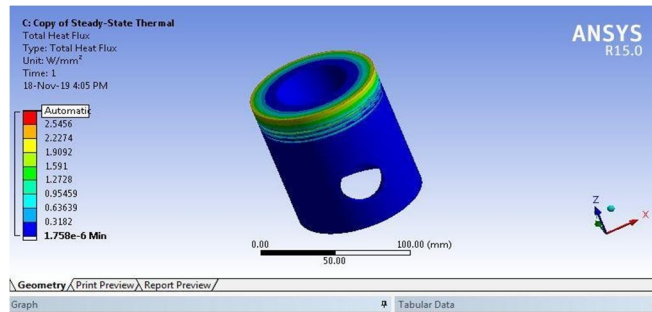 C: Copy of Steady-State Thermal
Total Heat Flux
Type: Total Heat Flux
Unit: W/mm²
Time: 1
18-Nov-19 4:05 PM
ANSYS
R15.0
Automatic
2.5456
2.2274
1.9092
1.591
1.2728
0.95459
0.63639
0.3182
1.758e-6 Min
0.00
100.00 (mm)
50.00
Z
X
Geometry Print Preview Report Preview
Graph
Tabular Data